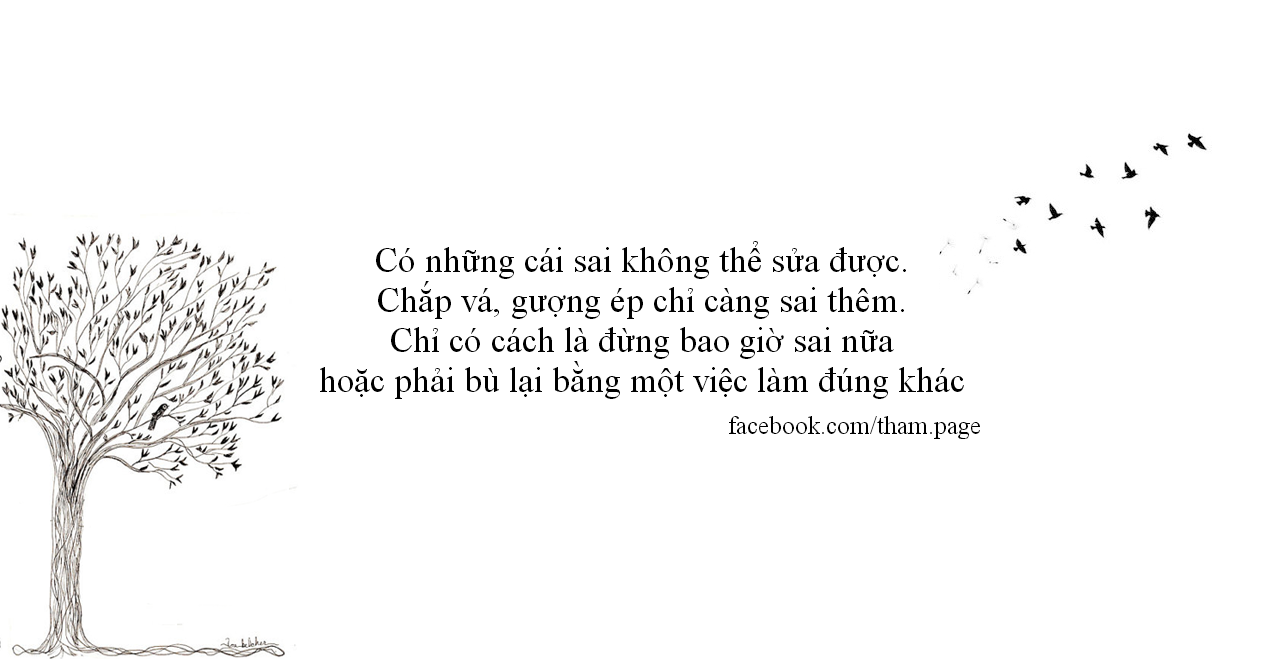 Có những cái sai không thể sửa được.
Chắp vá, gượng ép chỉ càng sai thêm.
Chỉ có cách là đừng bao giờ sai nữa
hoặc phải bù lại bằng một việc làm đúng khác
facebook.com/tham.page